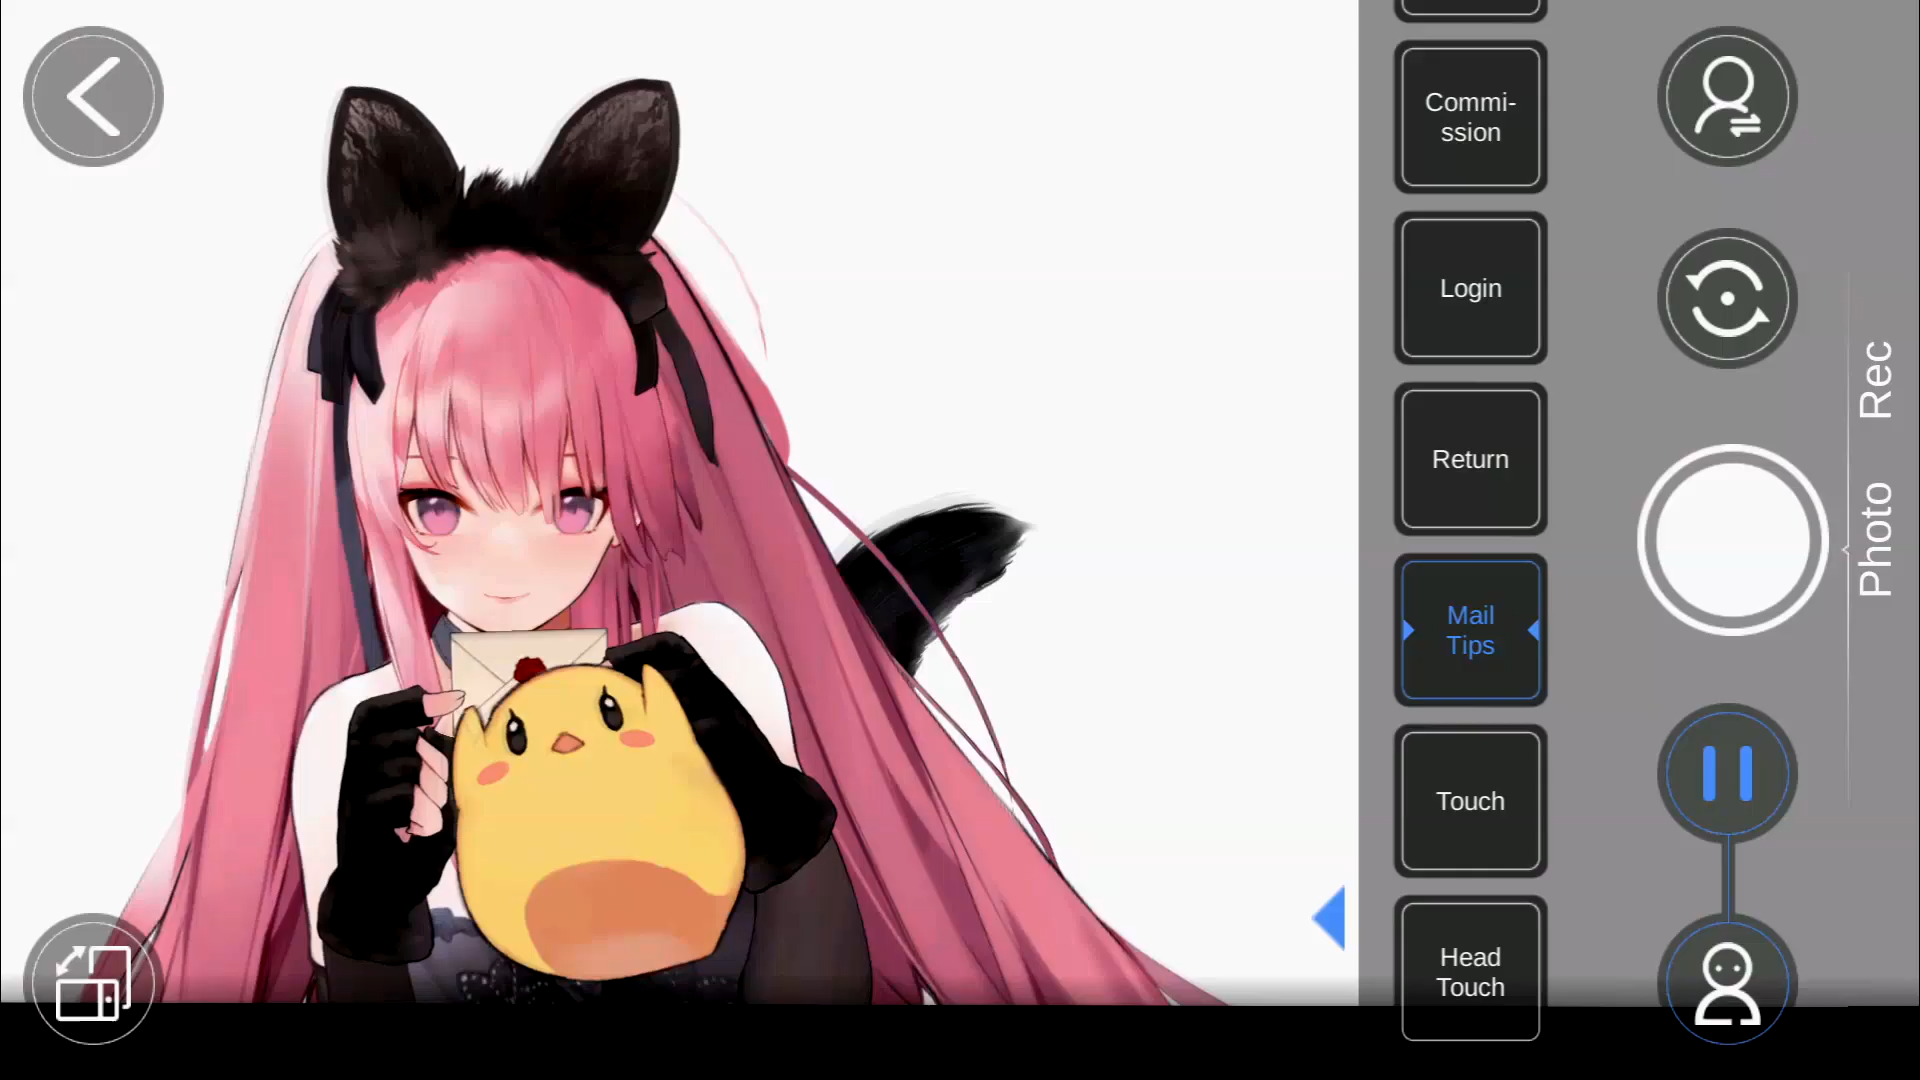 Commi-
ssion
Login
Return
Mail
Tips
Touch
Head
Touch
Rec
Photo